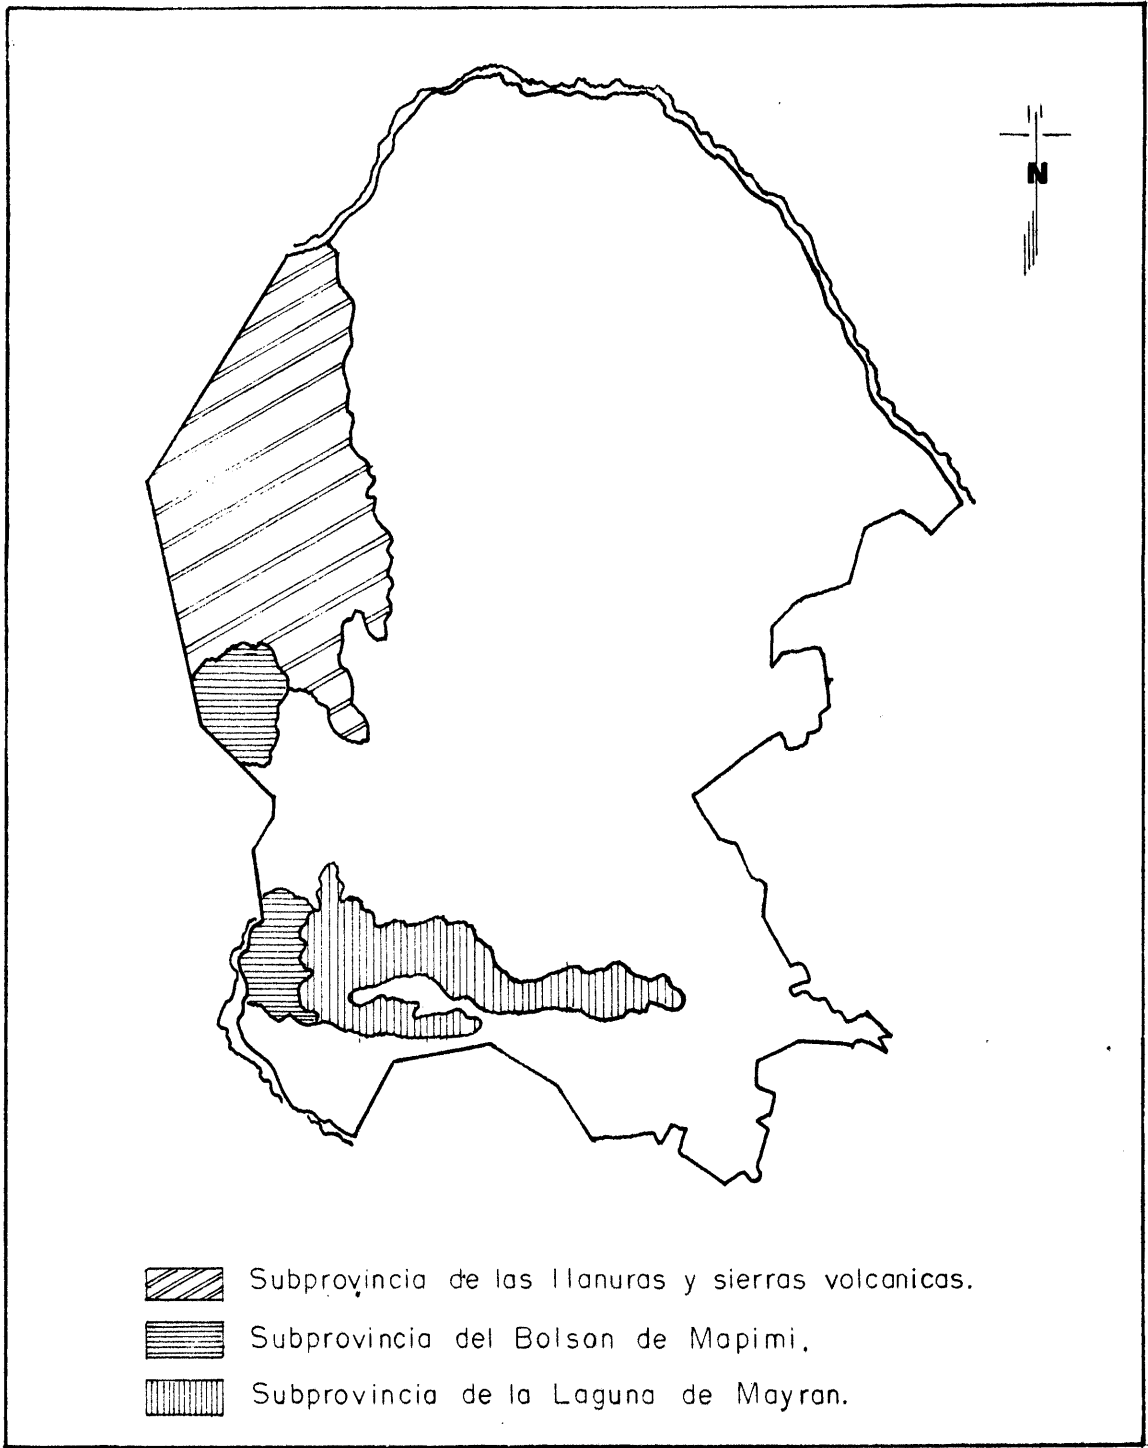 N
Subprovincia de las llanuras y sierras volcanicas.
Subprovincia del Bolson de Mapimi.
Subprovincia de la Laguna de Mayran.